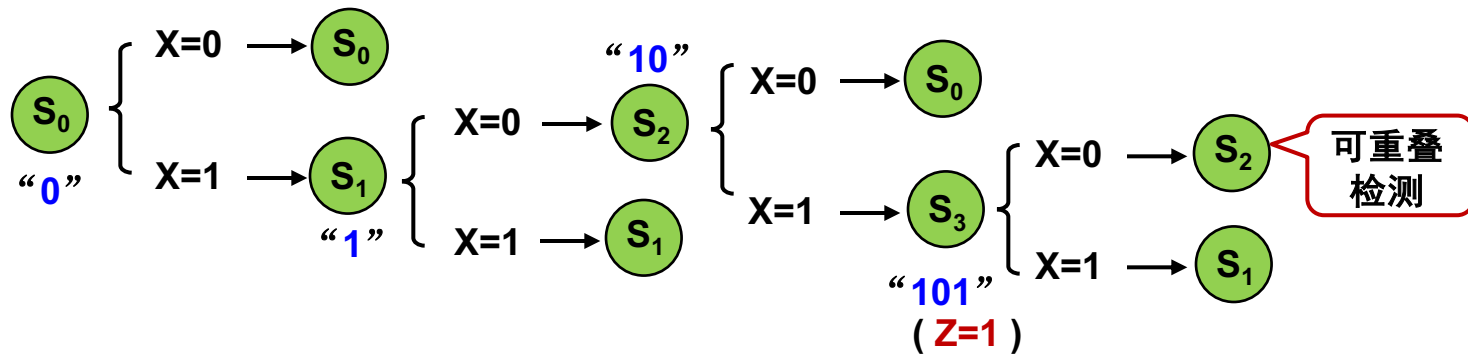 S₀
“0”
X=0
S₀
X=1
S₁
“1”
X=0
“10”
S₂
X=1
S₁
X=0
S₀
X=1
S₃
“101”
( Z=1 )
X=0
S₂
可重叠
检测
X=1
S₁